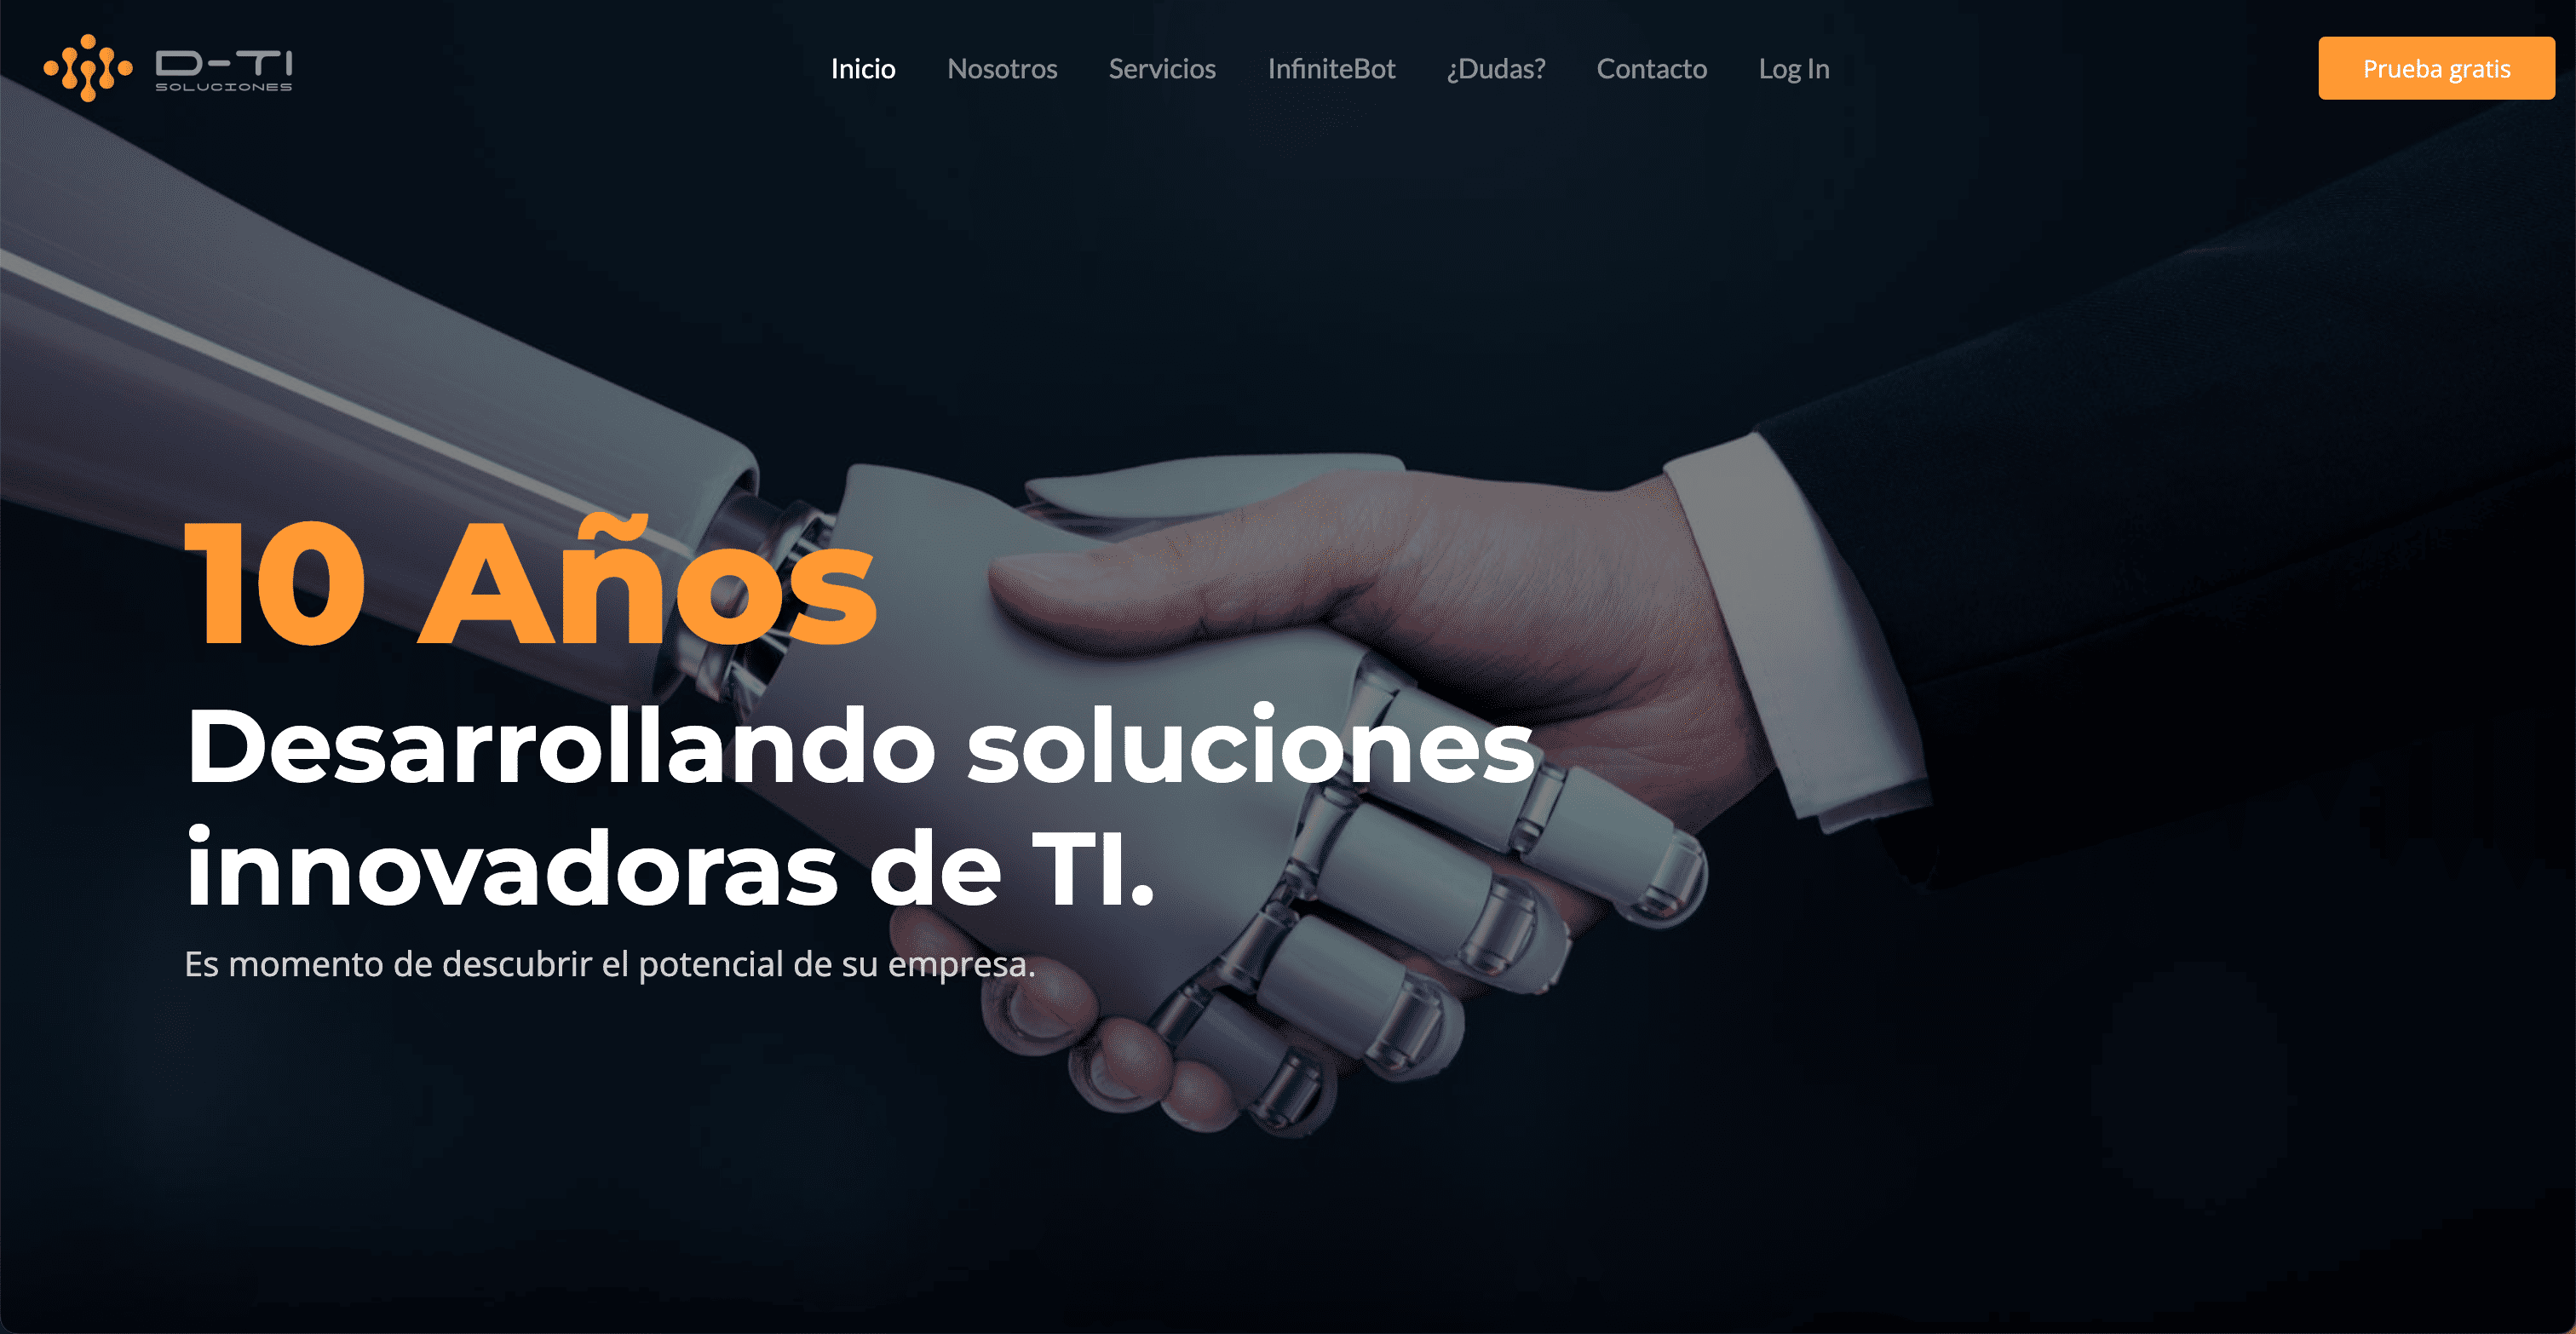 D-TI
SOLUCIONES
Inicio Nosotros Servicios InfiniteBot ¿Dudas? Contacto Log In
Prueba gratis
10 Años
Desarrollando soluciones
innovadoras de TI.
Es momento de descubrir el potencial de su empresa.